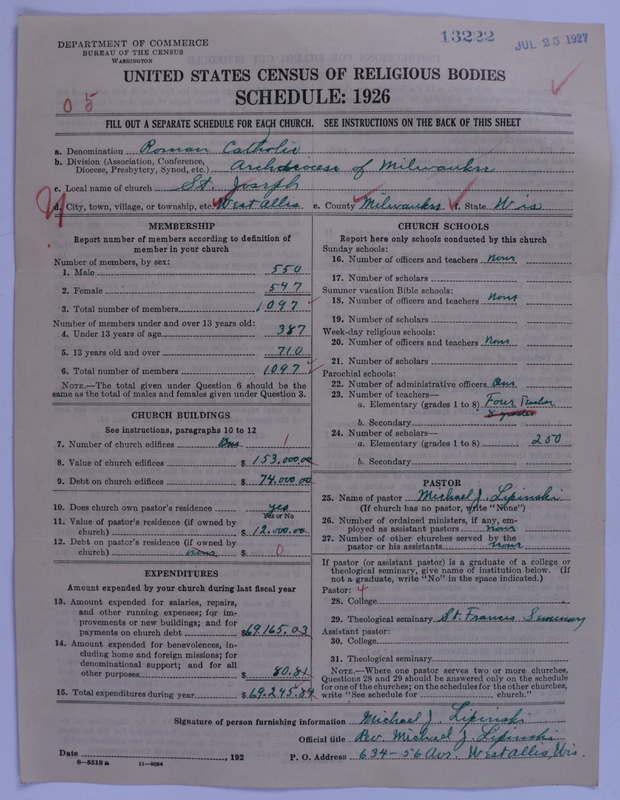 13222
JUL 25 1927
DEPARTMENT OF COMMERCE
BUREAU OF THE CENSUS
WASHINGTON
UNITED STATES CENSUS OF RELIGIOUS BODIES
SCHEDULE: 1926
05
FILL OUT A SEPARATE SCHEDULE FOR EACH CHURCH. SEE INSTRUCTIONS ON THE BACK OF THIS SHEET
a. Denomination Roman Catholic
b. Division (Association, Conference, Diocese, Presbytery, Synod, etc.) Archdiocese of Milwaukee
c. Local name of church St. Joseph
d. City, town, village, or township, etc. West Allis e. County Milwaukee f. State Wis
MEMBERSHIP
Report number of members according to definition of
member in your church
Number of members, by sex:
1. Male 550
2. Female 547
3. Total number of members 1097
Number of members under and over 13 years old:
4. Under 13 years of age 387
5. 13 years old and over 710
6. Total number of members 1097
NOTE.—The total given under Question 6 should be the
same as the total of males and females given under Question 3.
CHURCH BUILDINGS
See instructions, paragraphs 10 to 12
7. Number of church edifices One 1
8. Value of church edifices $ 153,000.00
9. Debt on church edifices $ 74,000.00
10. Does church own pastor's residence yes
Yes or No
11. Value of pastor's residence (if owned by
church) $ 12,000.00
12. Debt on pastor's residence (if owned by
church) none $ 0
EXPENDITURES
Amount expended by your church during last fiscal year
13. Amount expended for salaries, repairs,
and other running expenses; for im-
provements or new buildings; and for
payments on church debt $69,165.03
14. Amount expended for benevolences, in-
cluding home and foreign missions; for
denominational support; and for all
other purposes $ 80.81
15. Total expenditures during year $69,245.84
CHURCH SCHOOLS
Report here only schools conducted by this church
Sunday schools:
16. Number of officers and teachers None
17. Number of scholars
Summer vacation Bible schools:
18. Number of officers and teachers None
19. Number of scholars
Week-day religious schools:
20. Number of officers and teachers None
21. Number of scholars
Parochial schools:
22. Number of administrative officers One
23. Number of teachers—
a. Elementary (grades 1 to 8) Four
b. Secondary
24. Number of scholars—
a. Elementary (grades 1 to 8) 250
b. Secondary
PASTOR
25. Name of pastor Michael J. Lipinski
(If church has no pastor, write "None")
26. Number of ordained ministers, if any, em-
ployed as assistant pastors none
27. Number of other churches served by the
pastor or his assistants none
If pastor (or assistant pastor) is a graduate of a college or
theological seminary, give name of institution below. (If
not a graduate, write "No" in the space indicated.)
Pastor: 4
28. College
29. Theological seminary St. Francis Seminary
Assistant pastor:
30. College
31. Theological seminary
NOTE.—Where one pastor serves two or more churches,
Questions 28 and 29 should be answered only on the schedule
for one of the churches; on the schedules for the other churches,
write "See schedule for church."
Signature of person furnishing information Michael J. Lipinski
Official title Rev. Michael J. Lipinski
Date , 192 P. O. Address 634-56 Ave. West Allis, Wis.
8—5518a 11—9064